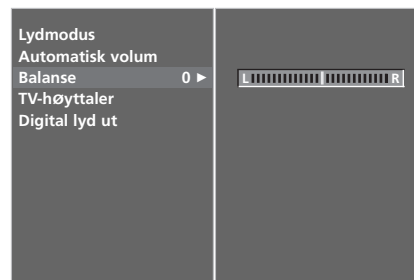 Lydmodus
Automatisk volum
Balanse 0 ►
L R
TV-høyttaler
Digital lyd ut